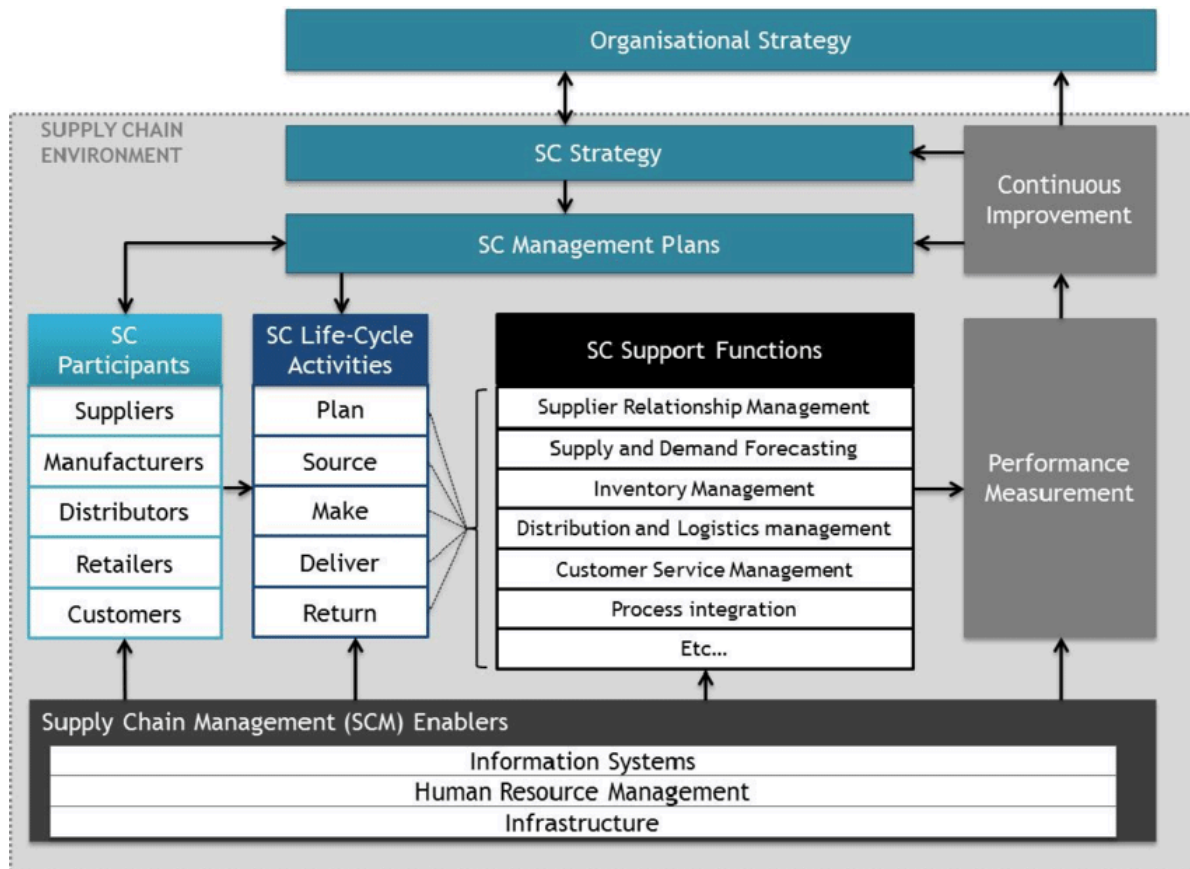 Organisational Strategy
SUPPLY CHAIN
ENVIRONMENT
SC Strategy
Continuous
Improvement
SC Management Plans
SC
Participants
Suppliers
Manufacturers
Distributors
Retailers
Customers
SC Life-Cycle
Activities
Plan
Source
Make
Deliver
Return
SC Support Functions
Supplier Relationship Management
Supply and Demand Forecasting
Inventory Management
Distribution and Logistics management
Customer Service Management
Process integration
Etc...
Performance
Measurement
Supply Chain Management (SCM) Enablers
Information Systems
Human Resource Management
Infrastructure